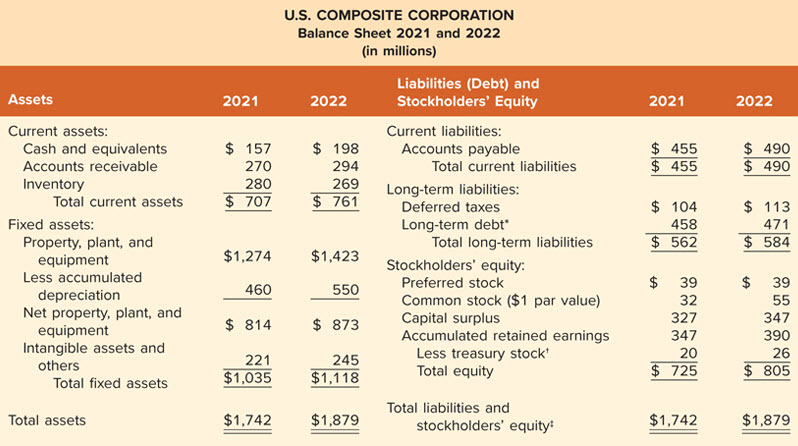 U.S. COMPOSITE CORPORATION
Balance Sheet 2021 and 2022
(in millions)
Assets 2021 2022
Current assets:
Cash and equivalents $ 157 $ 198
Accounts receivable 270 294
Inventory 280 269
Total current assets $ 707 $ 761
Fixed assets:
Property, plant, and
equipment $1,274 $1,423
Less accumulated
depreciation 460 550
Net property, plant, and
equipment $ 814 $ 873
Intangible assets and
others 221 245
Total fixed assets $1,035 $1,118
Total assets $1,742 $1,879
Liabilities (Debt) and
Stockholders' Equity 2021 2022
Current liabilities:
Accounts payable $ 455 $ 490
Total current liabilities $ 455 $ 490
Long-term liabilities:
Deferred taxes $ 104 $ 113
Long-term debt* 458 471
Total long-term liabilities $ 562 $ 584
Stockholders' equity:
Preferred stock $ 39 $ 39
Common stock ($1 par value) 32 55
Capital surplus 327 347
Accumulated retained earnings 347 390
Less treasury stock† 20 26
Total equity $ 725 $ 805
Total liabilities and
stockholders' equity‡ $1,742 $1,879